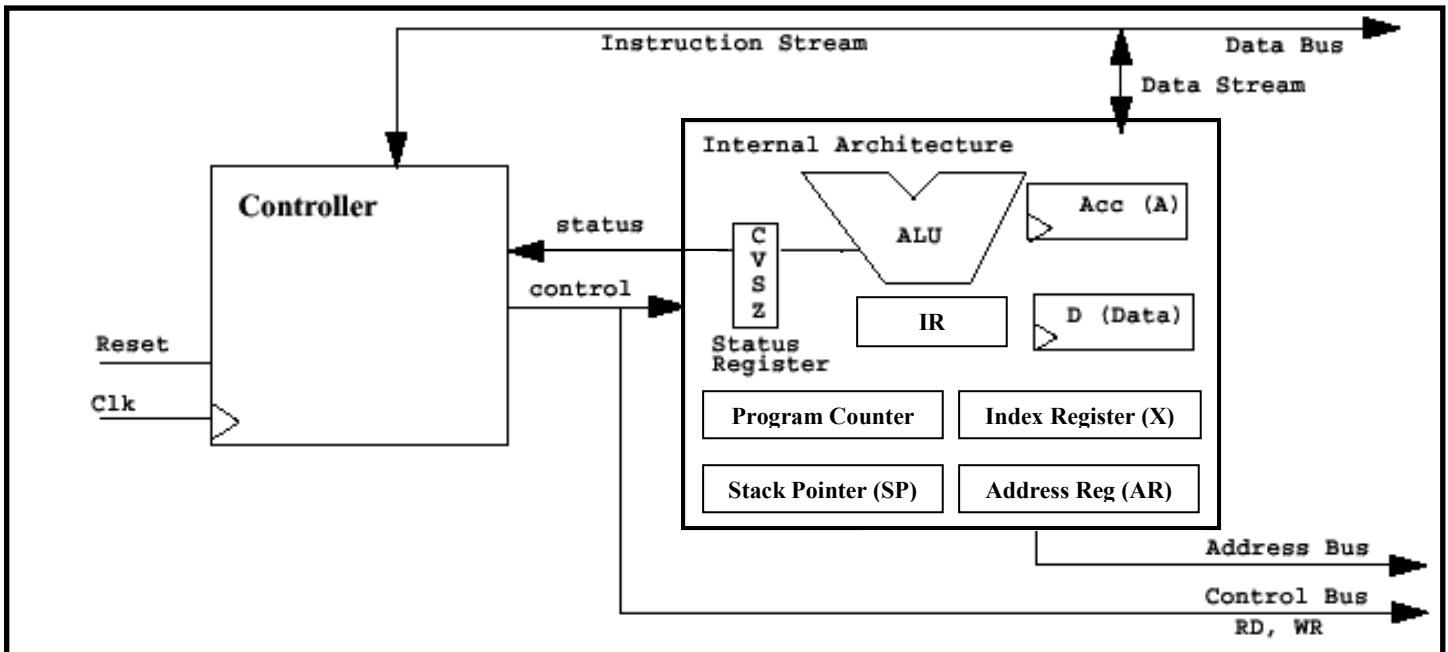 Instruction Stream
Data Bus
Data Stream
Internal Architecture
Controller
Acc (A)
status
C
V
S
Z
ALU
control
IR
D (Data)
Status
Register
Reset
Clk
Program Counter
Index Register (X)
Stack Pointer (SP)
Address Reg (AR)
Address Bus
Control Bus
RD, WR